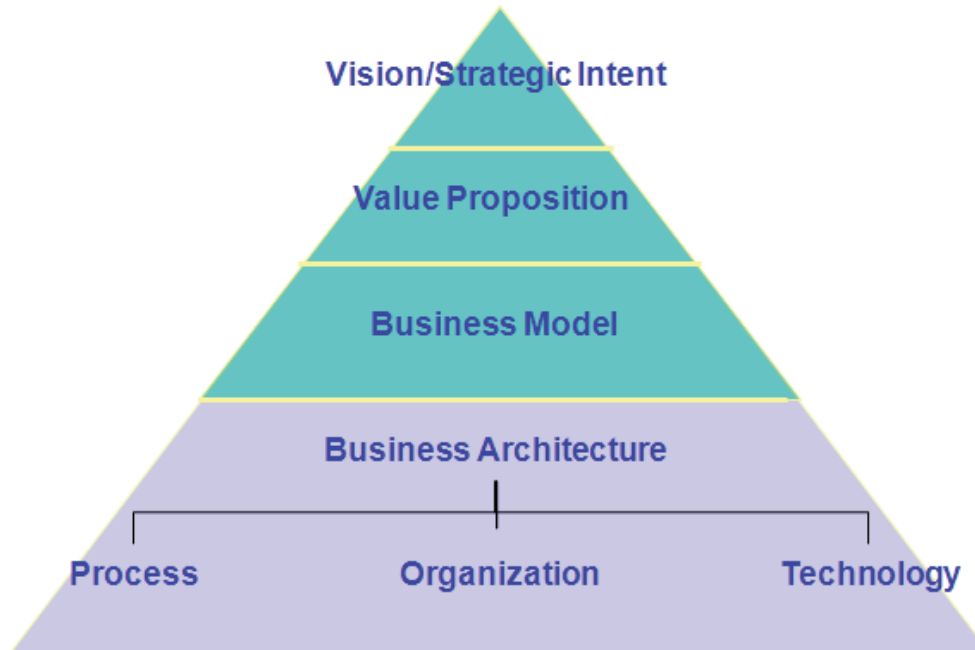 Vision/Strategic Intent
Value Proposition
Business Model
Business Architecture
Process Organization Technology